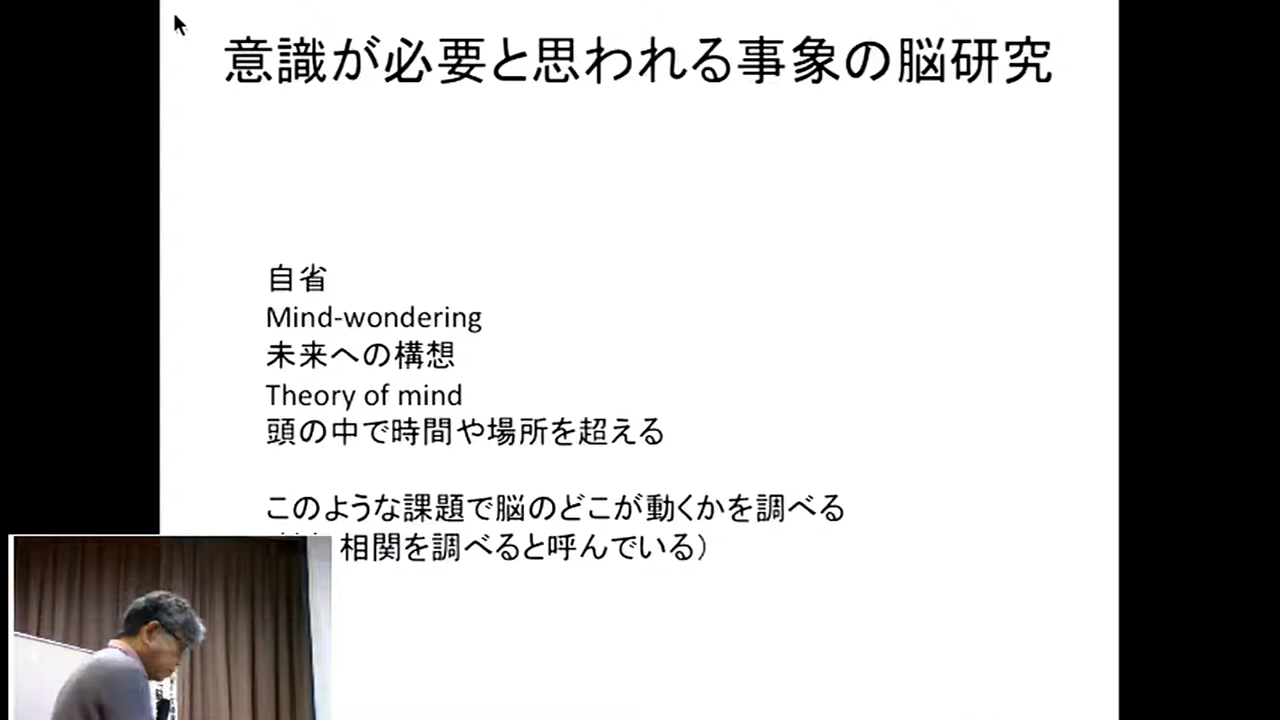 意識が必要と思われる事象の脳研究
自省
Mind-wondering
未来への構想
Theory of mind
頭の中で時間や場所を超える
このような課題で脳のどこが動くかを調べる
相関を調べると呼んでいる）